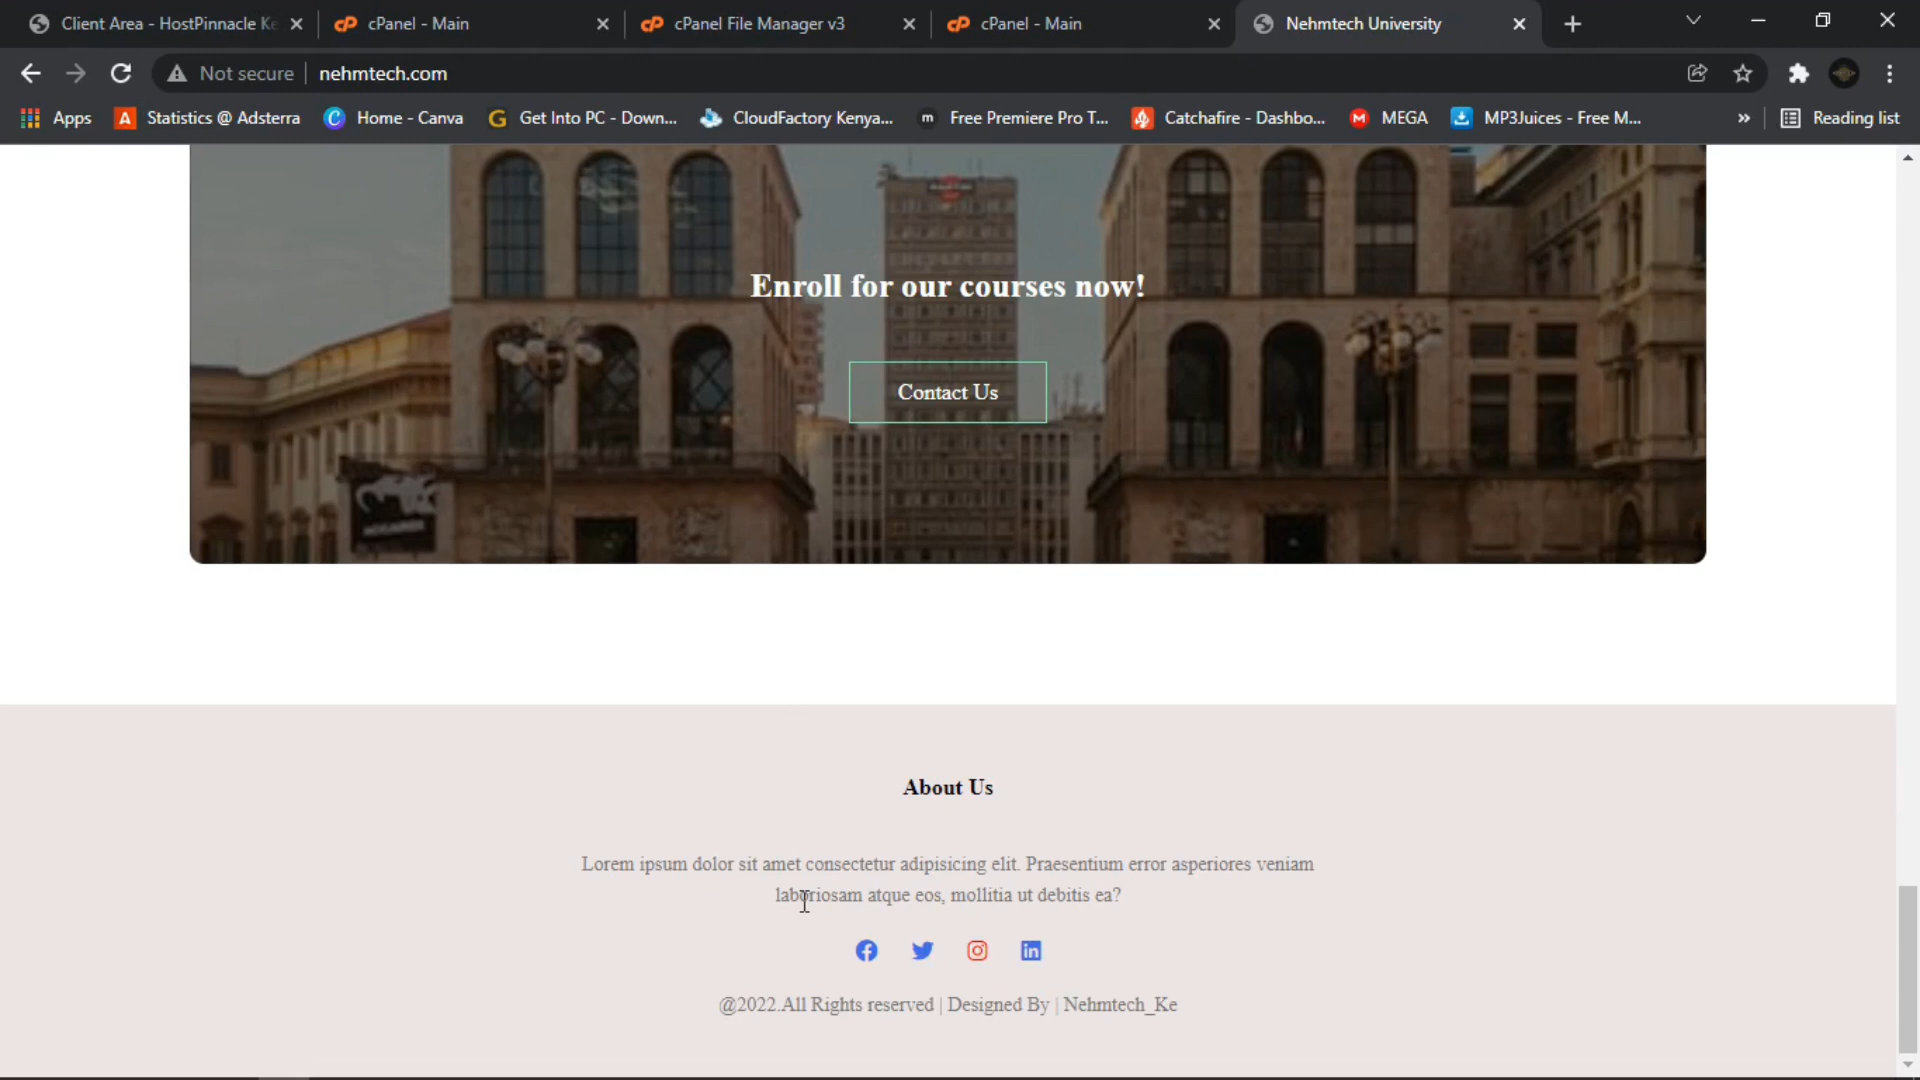 Client Area - HostPinnacle Ke
cPanel - Main
cPanel File Manager v3
cPanel - Main
Nehmtech University
Not secure
nehmtech.com
Apps
Statistics @ Adsterra
Home - Canva
Get Into PC - Down...
CloudFactory Kenya...
Free Premiere Pro T...
Catchafire - Dashbo...
MEGA
MP3Juices - Free M...
»
Reading list
Enroll for our courses now!
Contact Us
About Us
Lorem ipsum dolor sit amet consectetur adipisicing elit. Praesentium error asperiores veniam
laboriosam atque eos, mollitia ut debitis ea?
@2022.All Rights reserved | Designed By | Nehmtech_Ke